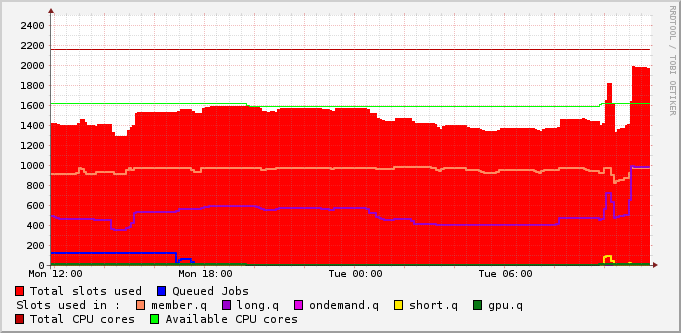 RRDTOOL / TOBI OETIKER
2400
2200
2000
1800
1600
1400
1200
1000
800
600
400
200
0
Mon 12:00 Mon 18:00 Tue 00:00 Tue 06:00
Total slots used Queued Jobs
Slots used in : member.q long.q ondemand.q short.q gpu.q
Total CPU cores Available CPU cores